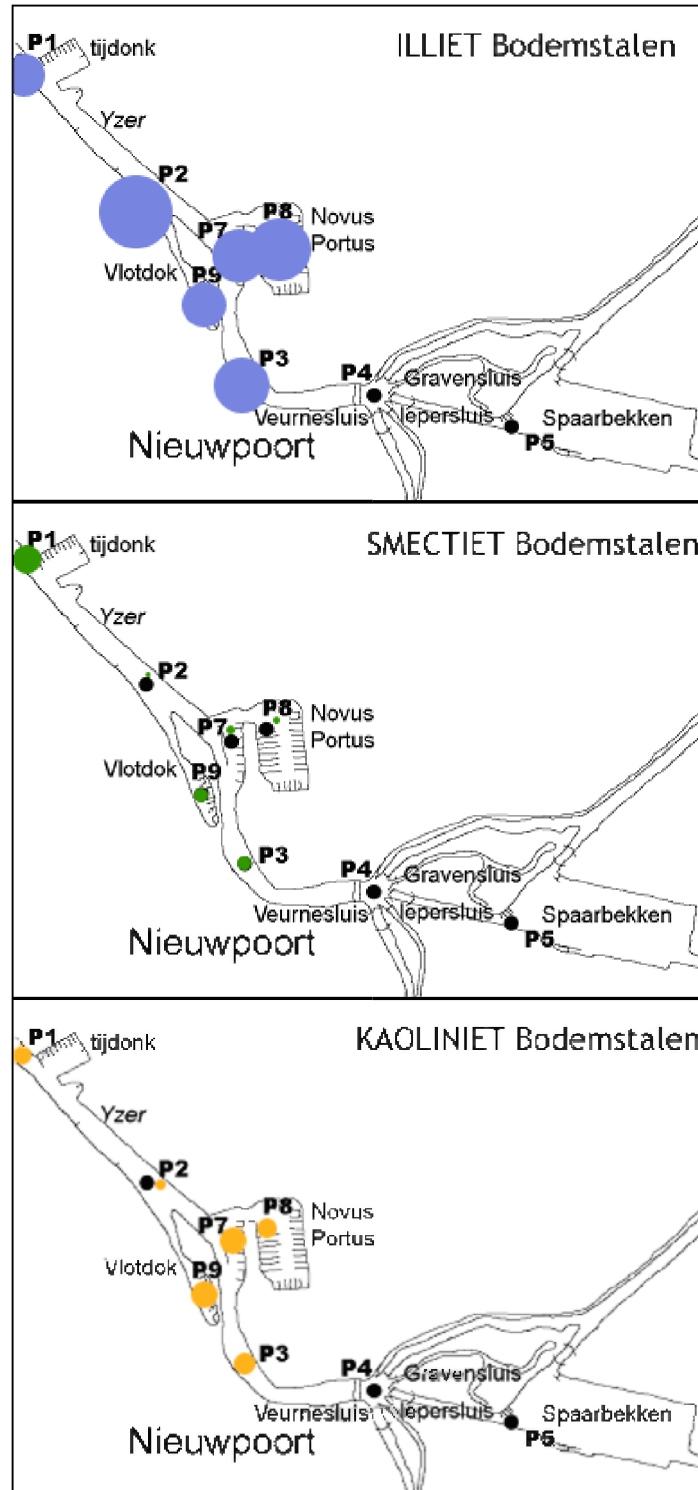 P1
tijdonk
ILLIET Bodemstalen
Yzer
P2
P8
Novus
P7
Portus
Vlotdok
P9
P3
P4
Gravensluis
Veurnesluis
Iepersluis
Spaarbekken
Nieuwpoort
P5
P1
tijdonk
SMECTIET Bodemstalen
Yzer
P2
P8
Novus
P7
Portus
Vlotdok
P9
P3
P4
Gravensluis
Veurnesluis
Iepersluis
Spaarbekken
Nieuwpoort
P5
P1
tijdonk
KAOLINIET Bodemstalen
Yzer
P2
P8
Novus
P7
Portus
Vlotdok
P9
P3
P4
Gravensluis
Veurnesluis
Iepersluis
Spaarbekken
Nieuwpoort
P5